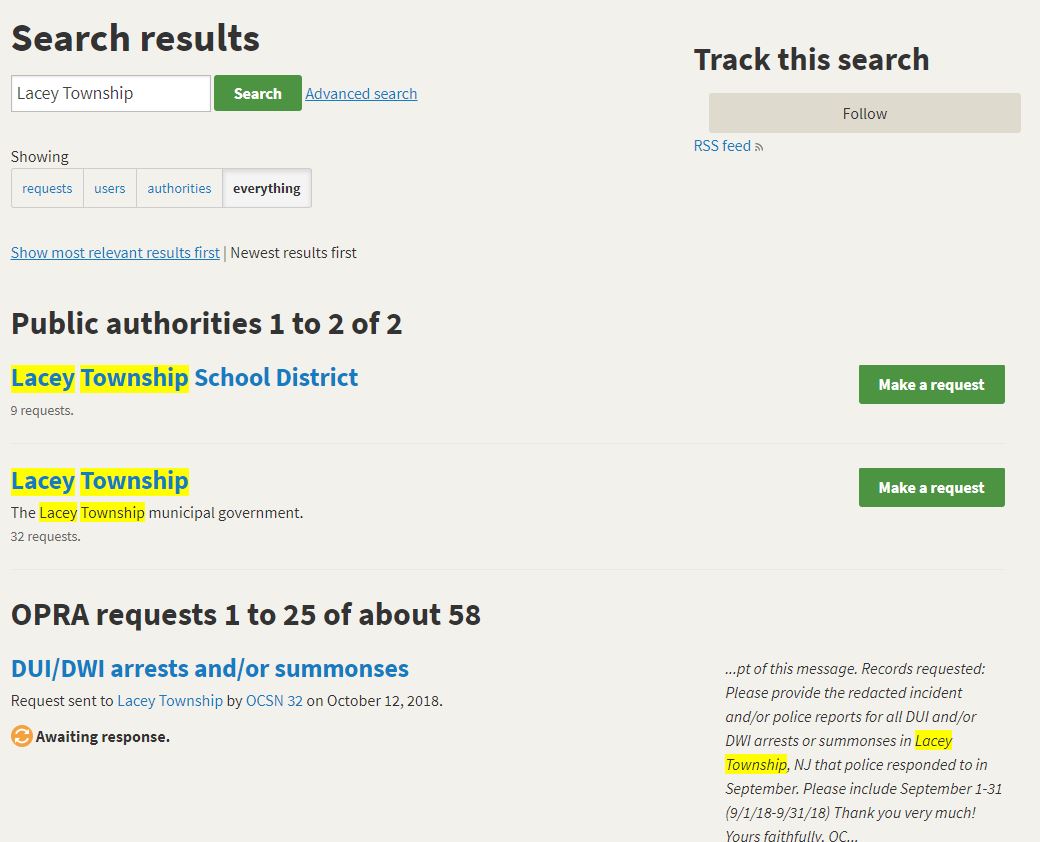 Search results
Lacey Township
Search
Advanced search
Track this search
Follow
RSS feed
Showing
requests
users
authorities
everything
Show most relevant results first | Newest results first
Public authorities 1 to 2 of 2
Lacey Township School District
Make a request
9 requests.
Lacey Township
Make a request
The Lacey Township municipal government.
32 requests.
OPRA requests 1 to 25 of about 58
DUI/DWI arrests and/or summonses
Request sent to Lacey Township by OCSN 32 on October 12, 2018.
Awaiting response.
...pt of this message. Records requested:
Please provide the redacted incident
and/or police reports for all DUI and/or
DWI arrests or summonses in Lacey
Township, NJ that police responded to in
September. Please include September 1-31
(9/1/18-9/31/18) Thank you very much!
Yours faithfully, OC...